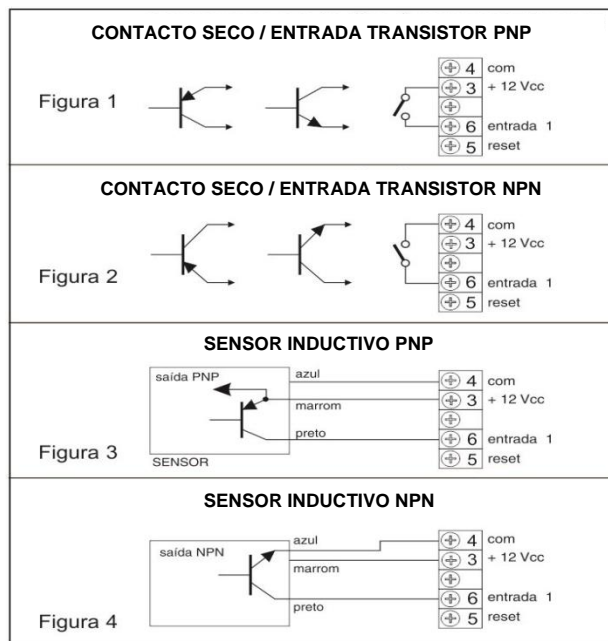 CONTACTO SECO / ENTRADA TRANSISTOR PNP
Figura 1
4 com
3 + 12 Vcc
6 entrada 1
5 reset
CONTACTO SECO / ENTRADA TRANSISTOR NPN
Figura 2
4 com
3 + 12 Vcc
6 entrada 1
5 reset
SENSOR INDUCTIVO PNP
saída PNP
azul
marrom
preto
SENSOR
Figura 3
4 com
3 + 12 Vcc
6 entrada 1
5 reset
SENSOR INDUCTIVO NPN
saída NPN
azul
marrom
preto
Figura 4
4 com
3 + 12 Vcc
6 entrada 1
5 reset